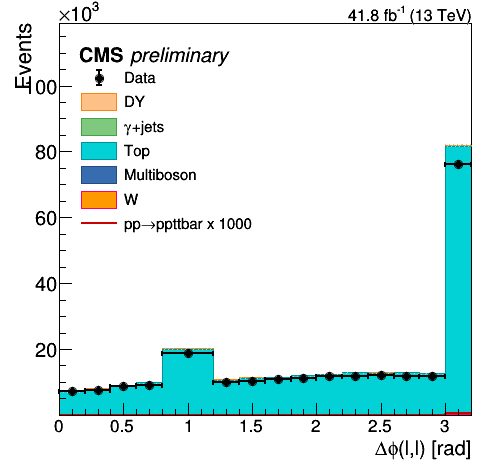 ×10³
41.8 fb⁻¹ (13 TeV)
Events
CMS preliminary
Data
DY
γ+jets
Top
Multiboson
W
pp→ppttbar x 1000
100
80
60
40
20
0 0.5 1 1.5 2 2.5 3
Δϕ(l,l) [rad]